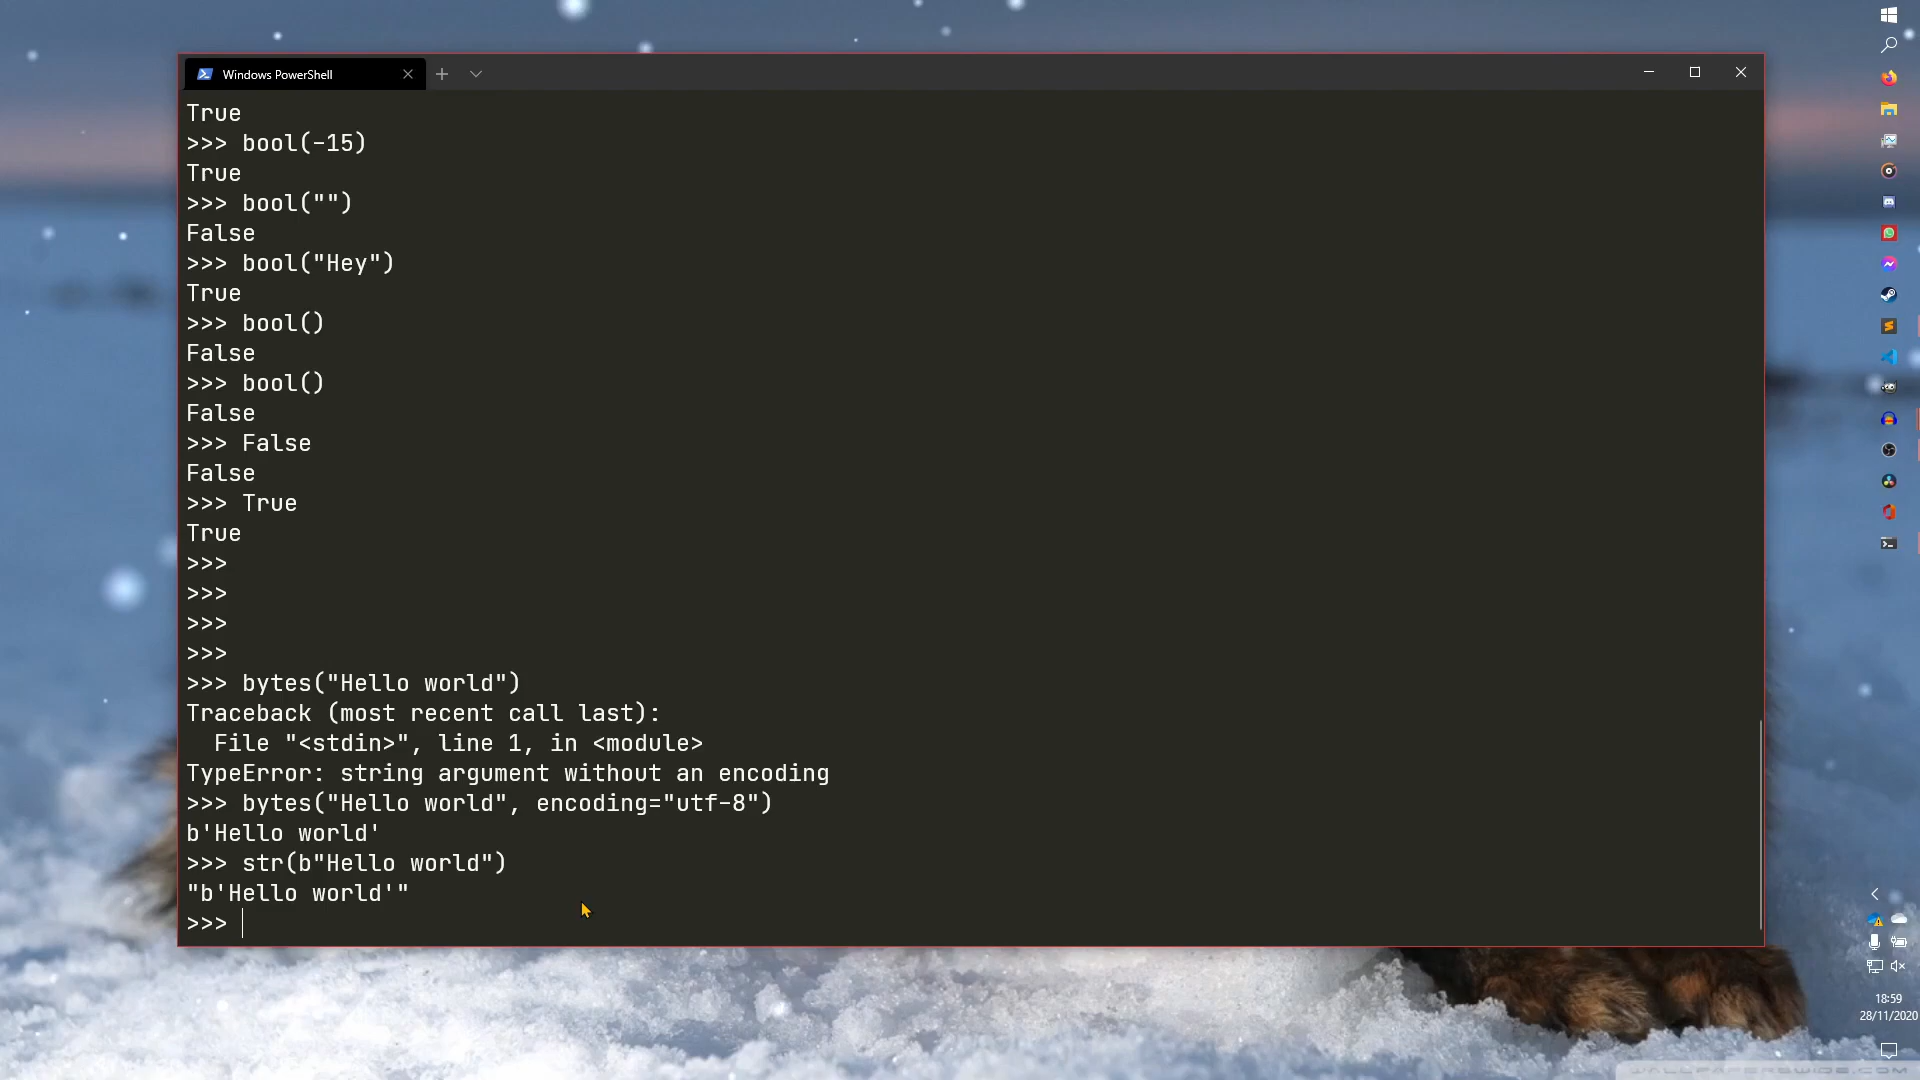 Windows PowerShell
True
>>> bool(-15)
True
>>> bool("")
False
>>> bool("Hey")
True
>>> bool()
False
>>> bool()
False
>>> False
False
>>> True
True
>>>
>>>
>>>
>>>
>>> bytes("Hello world")
Traceback (most recent call last):
  File "<stdin>", line 1, in <module>
TypeError: string argument without an encoding
>>> bytes("Hello world", encoding="utf-8")
b'Hello world'
>>> str(b"Hello world")
"b'Hello world'"
>>>
18:59
28/11/2020